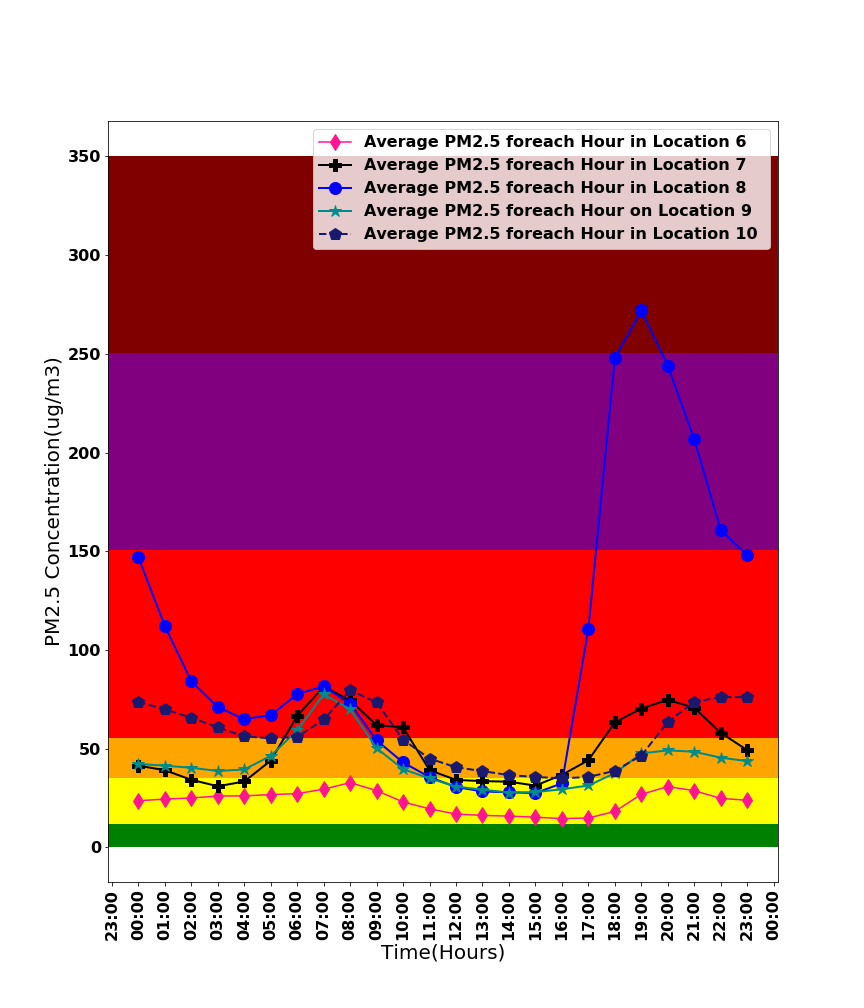 Average PM2.5 foreach Hour in Location 6
Average PM2.5 foreach Hour in Location 7
Average PM2.5 foreach Hour in Location 8
Average PM2.5 foreach Hour on Location 9
Average PM2.5 foreach Hour in Location 10
PM2.5 Concentration(ug/m3)
350
300
250
200
150
100
50
0
23:00 00:00 01:00 02:00 03:00 04:00 05:00 06:00 07:00 08:00 09:00 10:00 11:00 12:00 13:00 14:00 15:00 16:00 17:00 18:00 19:00 20:00 21:00 22:00 23:00 00:00
Time(Hours)